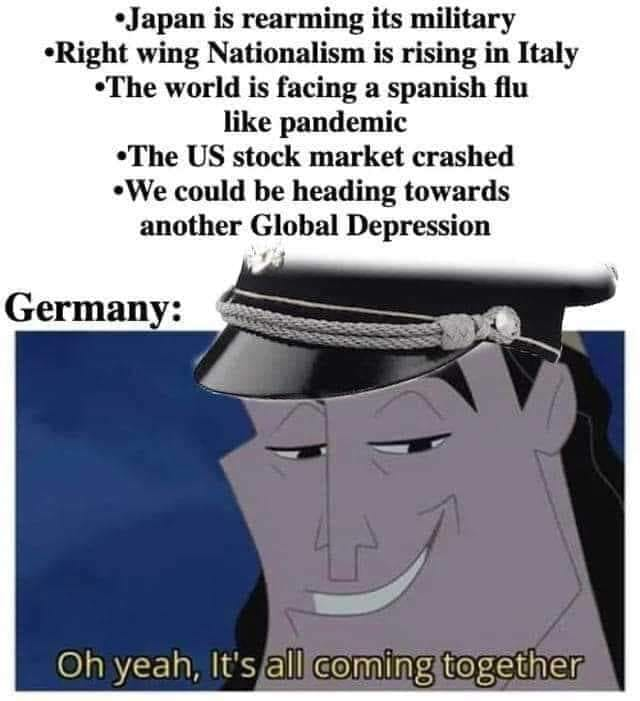 •Japan is rearming its military
•Right wing Nationalism is rising in Italy
•The world is facing a spanish flu
like pandemic
•The US stock market crashed
•We could be heading towards
another Global Depression
Germany:
Oh yeah, It's all coming together